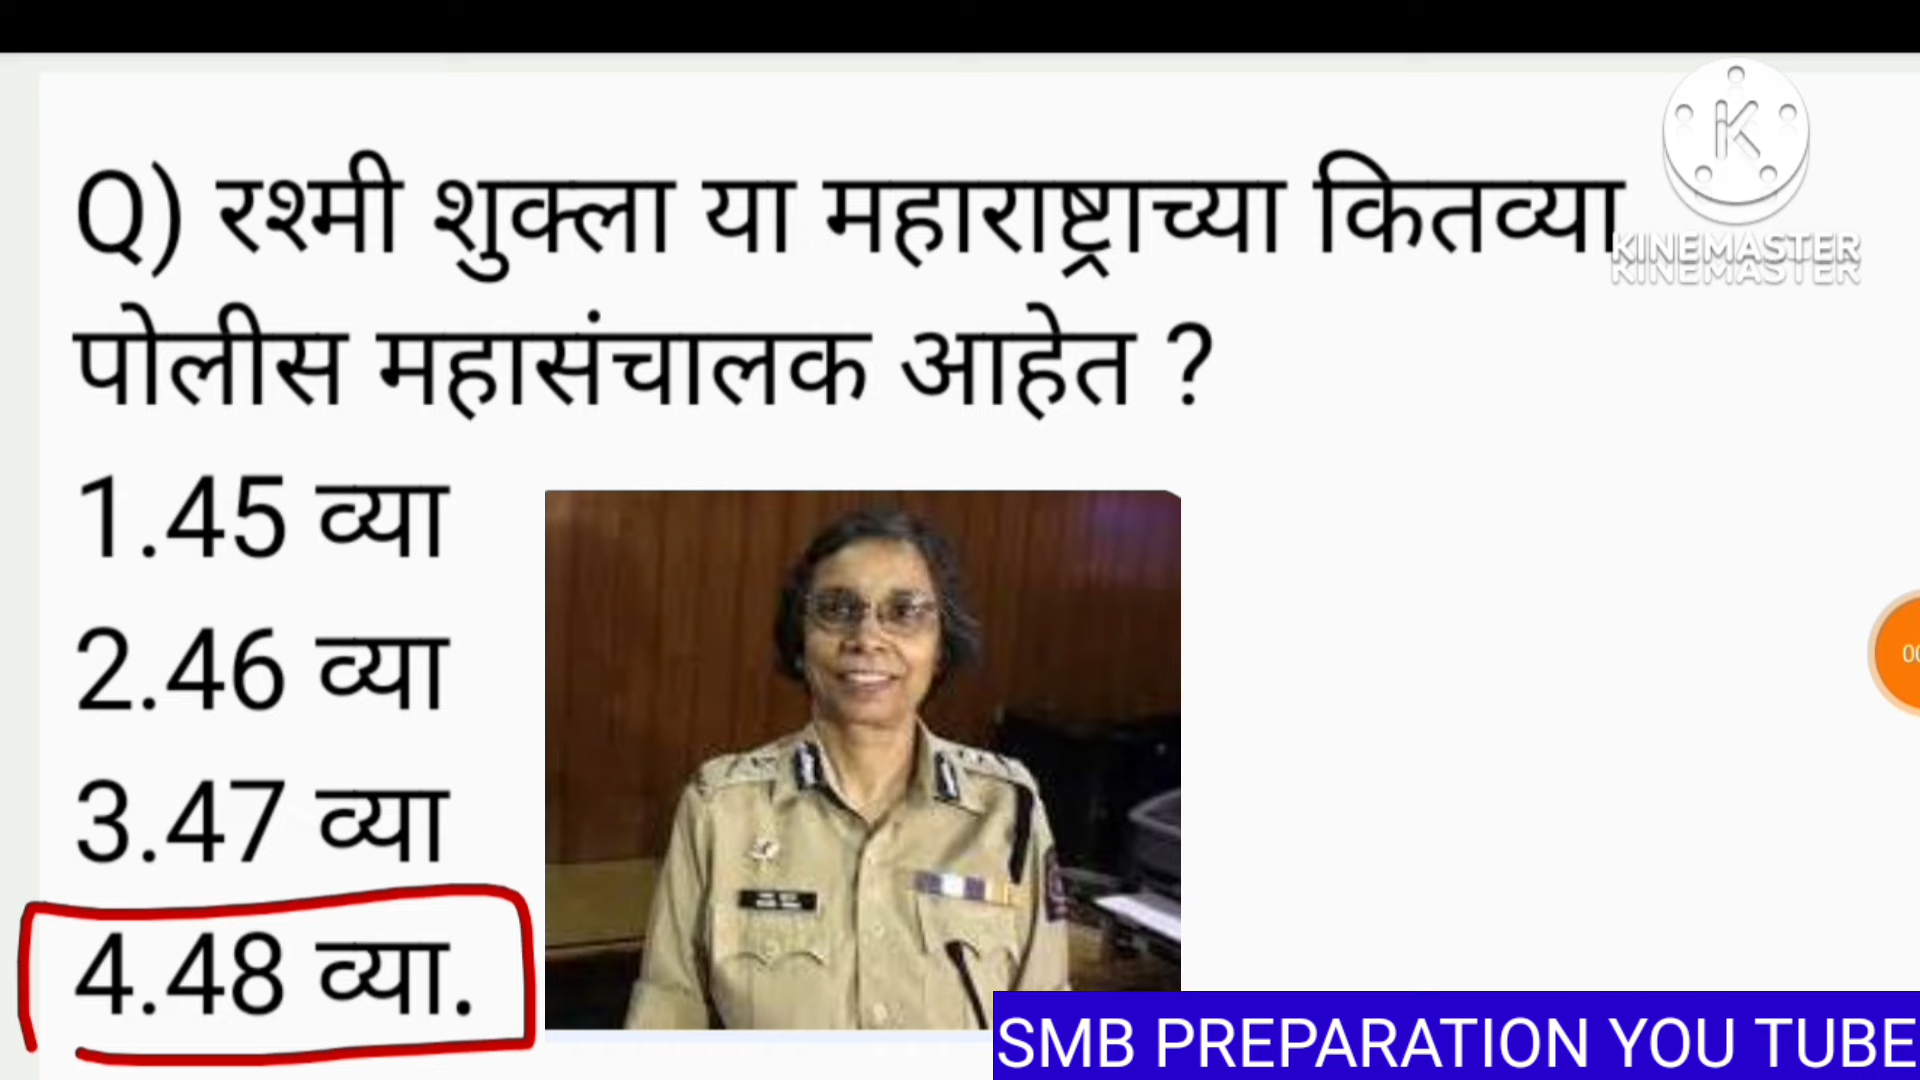 Q) रश्मी शुक्ला या महाराष्ट्राच्या कितव्या
पोलीस महासंचालक आहेत ?
1.45 व्या
2.46 व्या
3.47 व्या
4.48 व्या.
KINEMASTER
SMB PREPARATION YOU TUBE